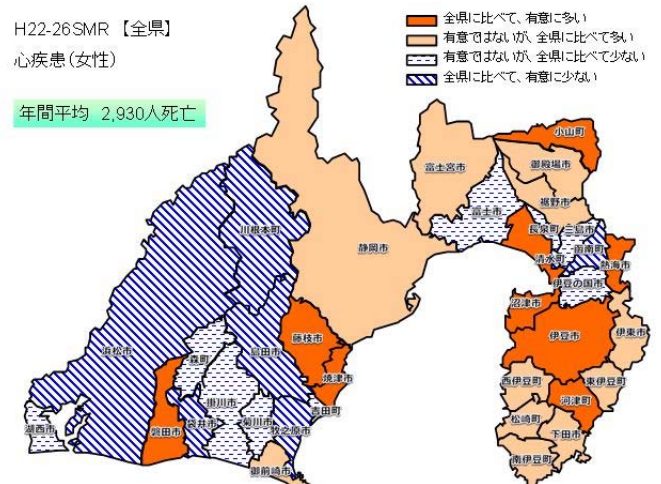 H22-26SMR【全県】
心疾患(女性)
年間平均 2,930人死亡
全県に比べて、有意に多い
有意ではないが、全県に比べて多い
有意ではないが、全県に比べて少ない
全県に比べて、有意に少ない
小山町
御殿場市
富士宮市
裾野市
富士市
川根本町
長泉町
三島市
静岡市
函南町
清水町
熱海市
伊豆の国市
沼津市
伊豆市
伊東市
藤枝市
島田市
浜松市
森町
焼津市
西伊豆町
東伊豆町
掛川市
吉田町
河津町
湖西市
磐田市
袋井市
菊川市
牧之原市
松崎町
下田市
南伊豆町
御前崎市